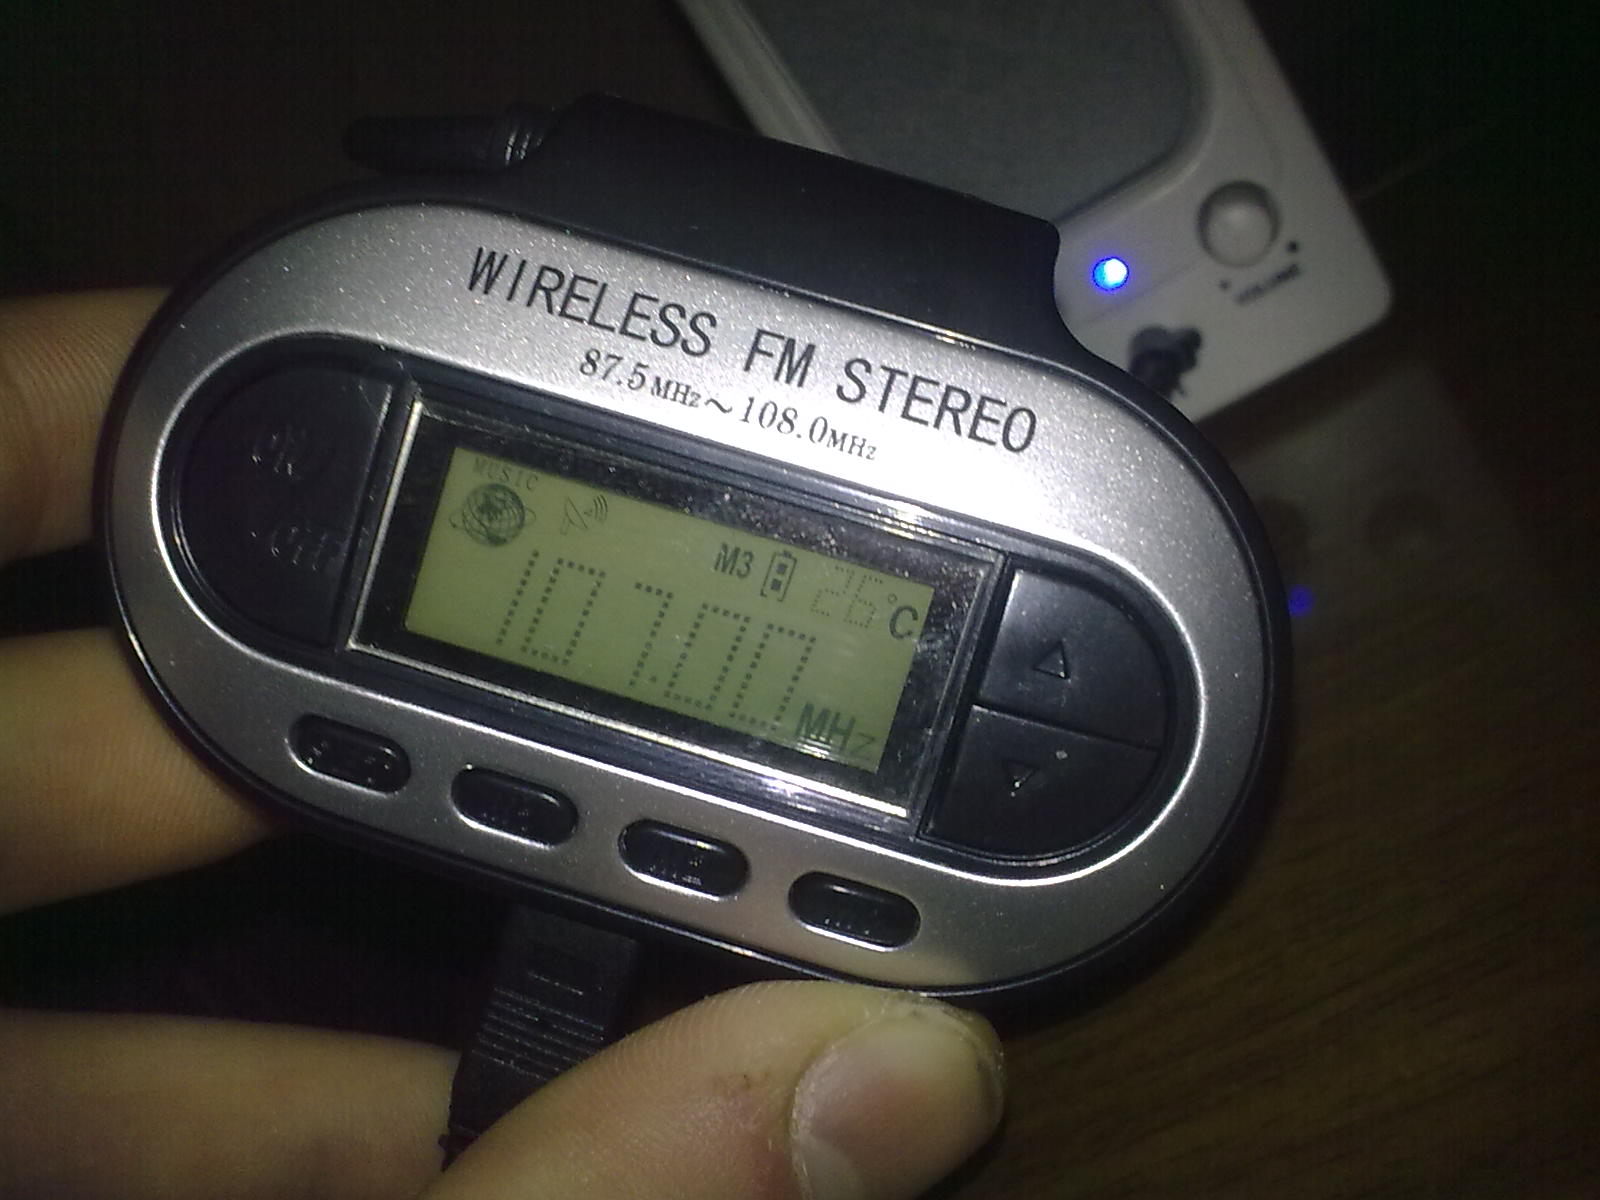 WIRELESS FM STEREO
87.5MHz~108.0MHz
MUSIC
M3 26°C
107.00 MHz
VOLUME